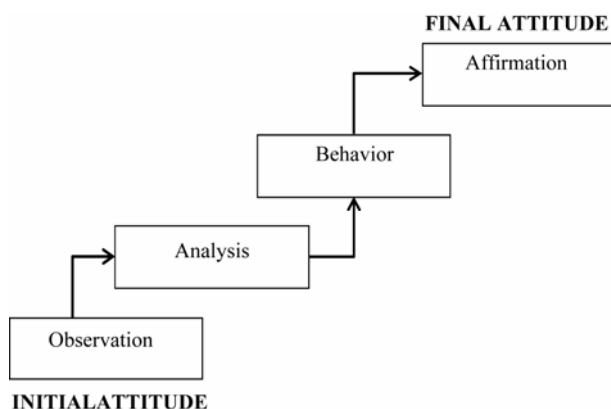 FINAL ATTITUDE
Affirmation
Behavior
Analysis
Observation
INITIALATTITUDE